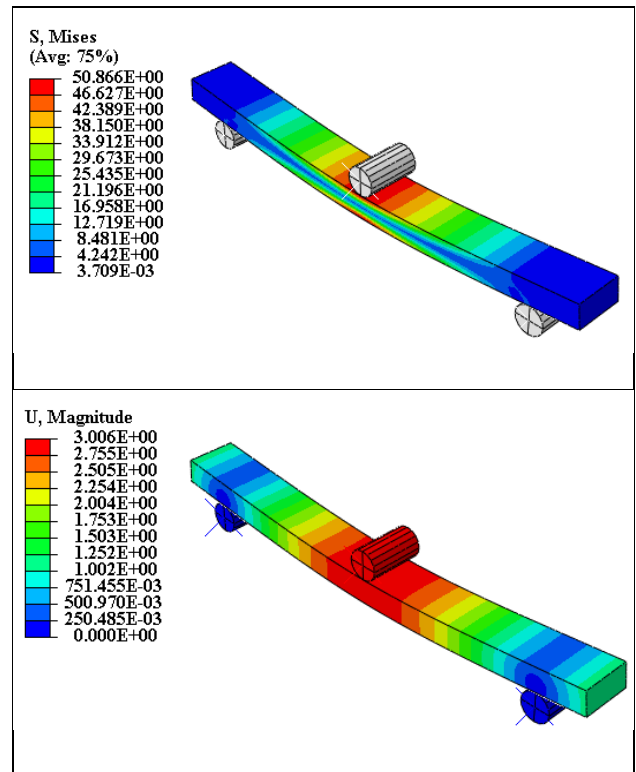 S, Mises
(Avg: 75%)
50.866E+00
46.627E+00
42.389E+00
38.150E+00
33.912E+00
29.673E+00
25.435E+00
21.196E+00
16.958E+00
12.719E+00
8.481E+00
4.242E+00
3.709E-03
U, Magnitude
3.006E+00
2.755E+00
2.505E+00
2.254E+00
2.004E+00
1.753E+00
1.503E+00
1.252E+00
1.002E+00
751.455E-03
500.970E-03
250.485E-03
0.000E+00